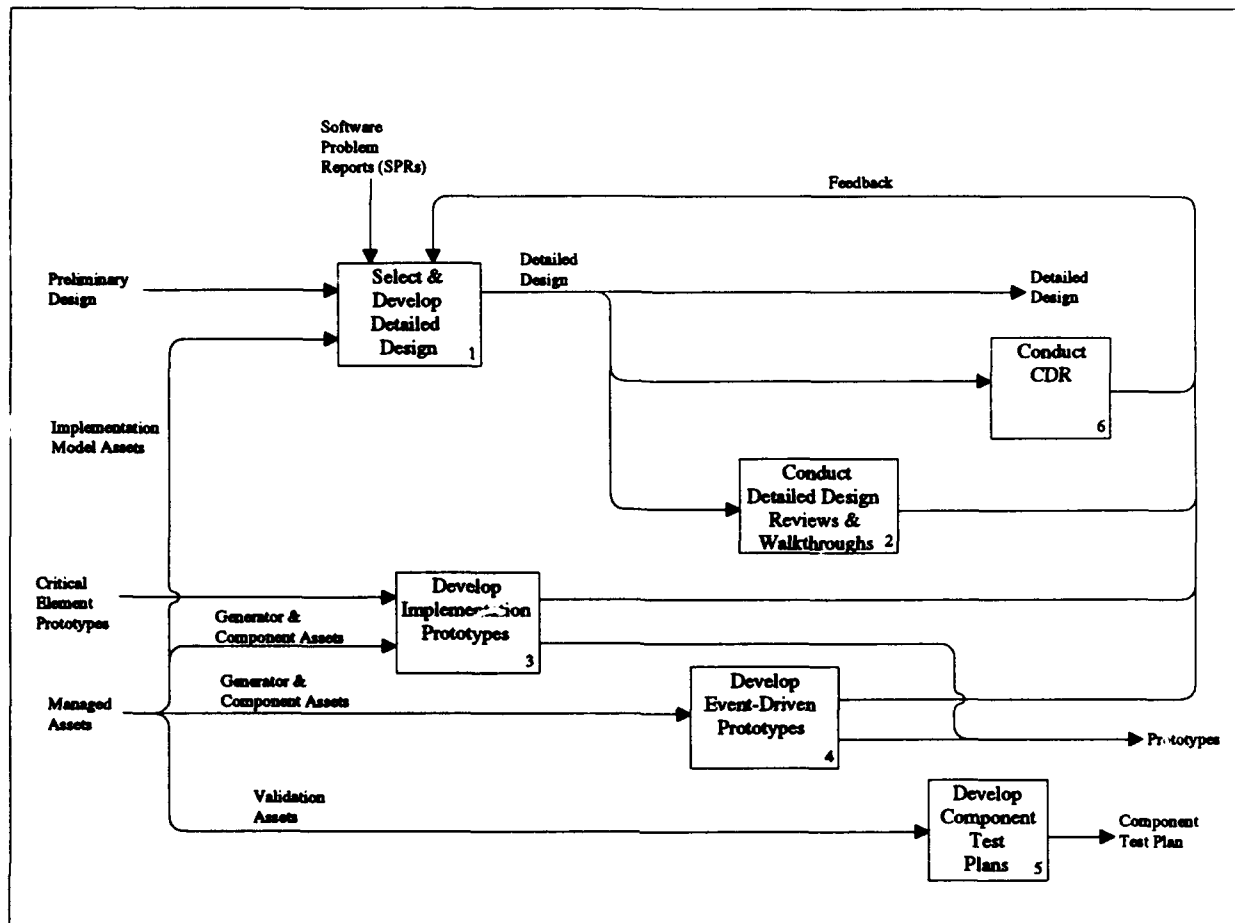 Software
Problem
Reports (SPRs)
Feedback
Preliminary
Design
Select &
Develop
Detailed
Design
1
Detailed
Design
Detailed
Design
Conduct
CDR
6
Implementation
Model Assets
Conduct
Detailed Design
Reviews &
Walkthroughs
2
Critical
Element
Prototypes
Develop
Implementation
Prototypes
3
Generator &
Component Assets
Managed
Assets
Generator &
Component Assets
Develop
Event-Driven
Prototypes
4
Prototypes
Validation
Assets
Develop
Component
Test
Plans
5
Component
Test Plan